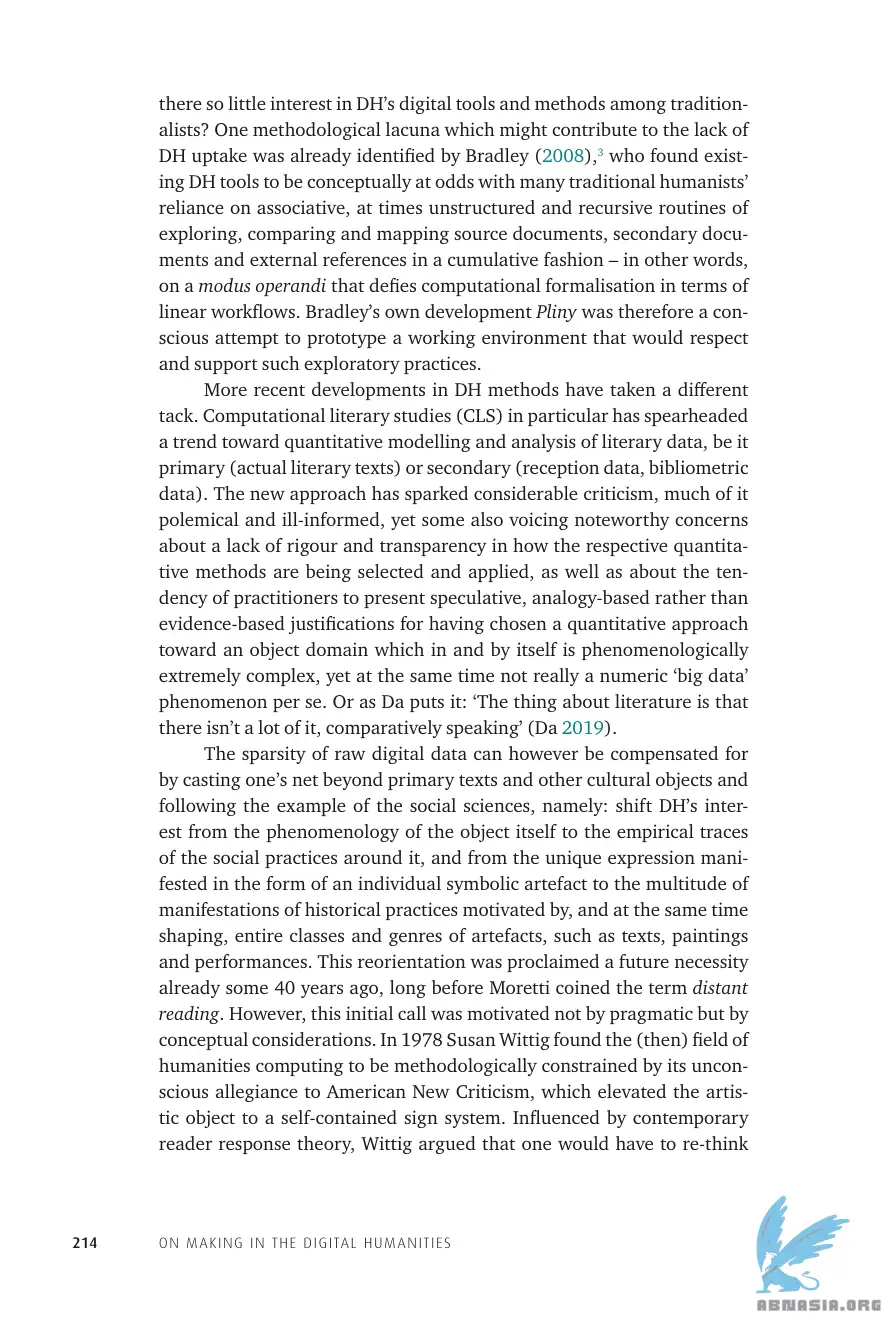 there so little interest in DH’s digital tools and methods among tradition-
alists? One methodological lacuna which might contribute to the lack of
DH uptake was already identified by Bradley (2008),³ who found exist-
ing DH tools to be conceptually at odds with many traditional humanists’
reliance on associative, at times unstructured and recursive routines of
exploring, comparing and mapping source documents, secondary docu-
ments and external references in a cumulative fashion – in other words,
on a modus operandi that defies computational formalisation in terms of
linear workflows. Bradley’s own development Pliny was therefore a con-
scious attempt to prototype a working environment that would respect
and support such exploratory practices.
More recent developments in DH methods have taken a different
tack. Computational literary studies (CLS) in particular has spearheaded
a trend toward quantitative modelling and analysis of literary data, be it
primary (actual literary texts) or secondary (reception data, bibliometric
data). The new approach has sparked considerable criticism, much of it
polemical and ill-informed, yet some also voicing noteworthy concerns
about a lack of rigour and transparency in how the respective quantita-
tive methods are being selected and applied, as well as about the ten-
dency of practitioners to present speculative, analogy-based rather than
evidence-based justifications for having chosen a quantitative approach
toward an object domain which in and by itself is phenomenologically
extremely complex, yet at the same time not really a numeric ‘big data’
phenomenon per se. Or as Da puts it: ‘The thing about literature is that
there isn’t a lot of it, comparatively speaking’ (Da 2019).
The sparsity of raw digital data can however be compensated for
by casting one’s net beyond primary texts and other cultural objects and
following the example of the social sciences, namely: shift DH’s inter-
est from the phenomenology of the object itself to the empirical traces
of the social practices around it, and from the unique expression mani-
fested in the form of an individual symbolic artefact to the multitude of
manifestations of historical practices motivated by, and at the same time
shaping, entire classes and genres of artefacts, such as texts, paintings
and performances. This reorientation was proclaimed a future necessity
already some 40 years ago, long before Moretti coined the term distant
reading. However, this initial call was motivated not by pragmatic but by
conceptual considerations. In 1978 Susan Wittig found the (then) field of
humanities computing to be methodologically constrained by its uncon-
scious allegiance to American New Criticism, which elevated the artis-
tic object to a self-contained sign system. Influenced by contemporary
reader response theory, Wittig argued that one would have to re-think
214 ON MAKING IN THE DIGITAL HUMANITIES
ABNASIA.ORG